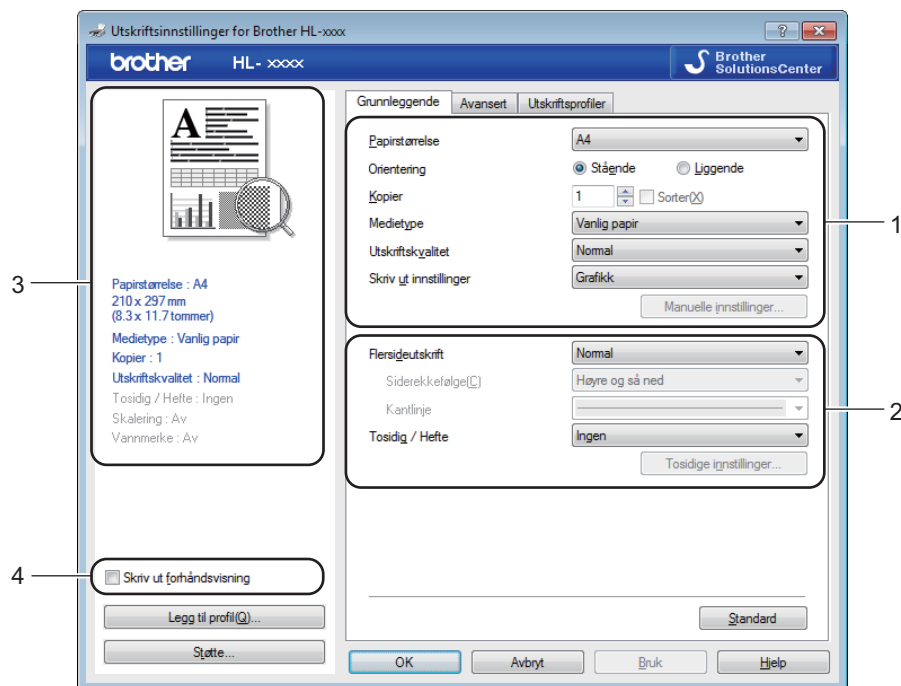 Utskriftsinnstillinger for Brother HL-xxxx
brother HL- xxxx
Brother
SolutionsCenter
Grunnleggende Avansert Utskriftsprofiler
A
Papirstørrelse A4
Orientering Stående Liggende
Kopier 1 Sorter(X)
Medietype Vanlig papir
Utskriftskvalitet Normal
Skriv ut innstillinger Grafikk
Manuelle innstillinger...
1
3
Papirstørrelse : A4
210 x 297 mm
(8.3 x 11.7 tommer)
Medietype : Vanlig papir
Kopier : 1
Utskriftskvalitet : Normal
Tosidig / Hefte : Ingen
Skalering : Av
Vannmerke : Av
Flersideutskrift Normal
Siderekkefølge(C) Høyre og så ned
Kantlinje
Tosidig / Hefte Ingen
Tosidige innstillinger...
2
4
Skriv ut forhåndsvisning
Legg til profil(Q)...
Støtte...
Standard
OK Avbryt Bruk Hjelp